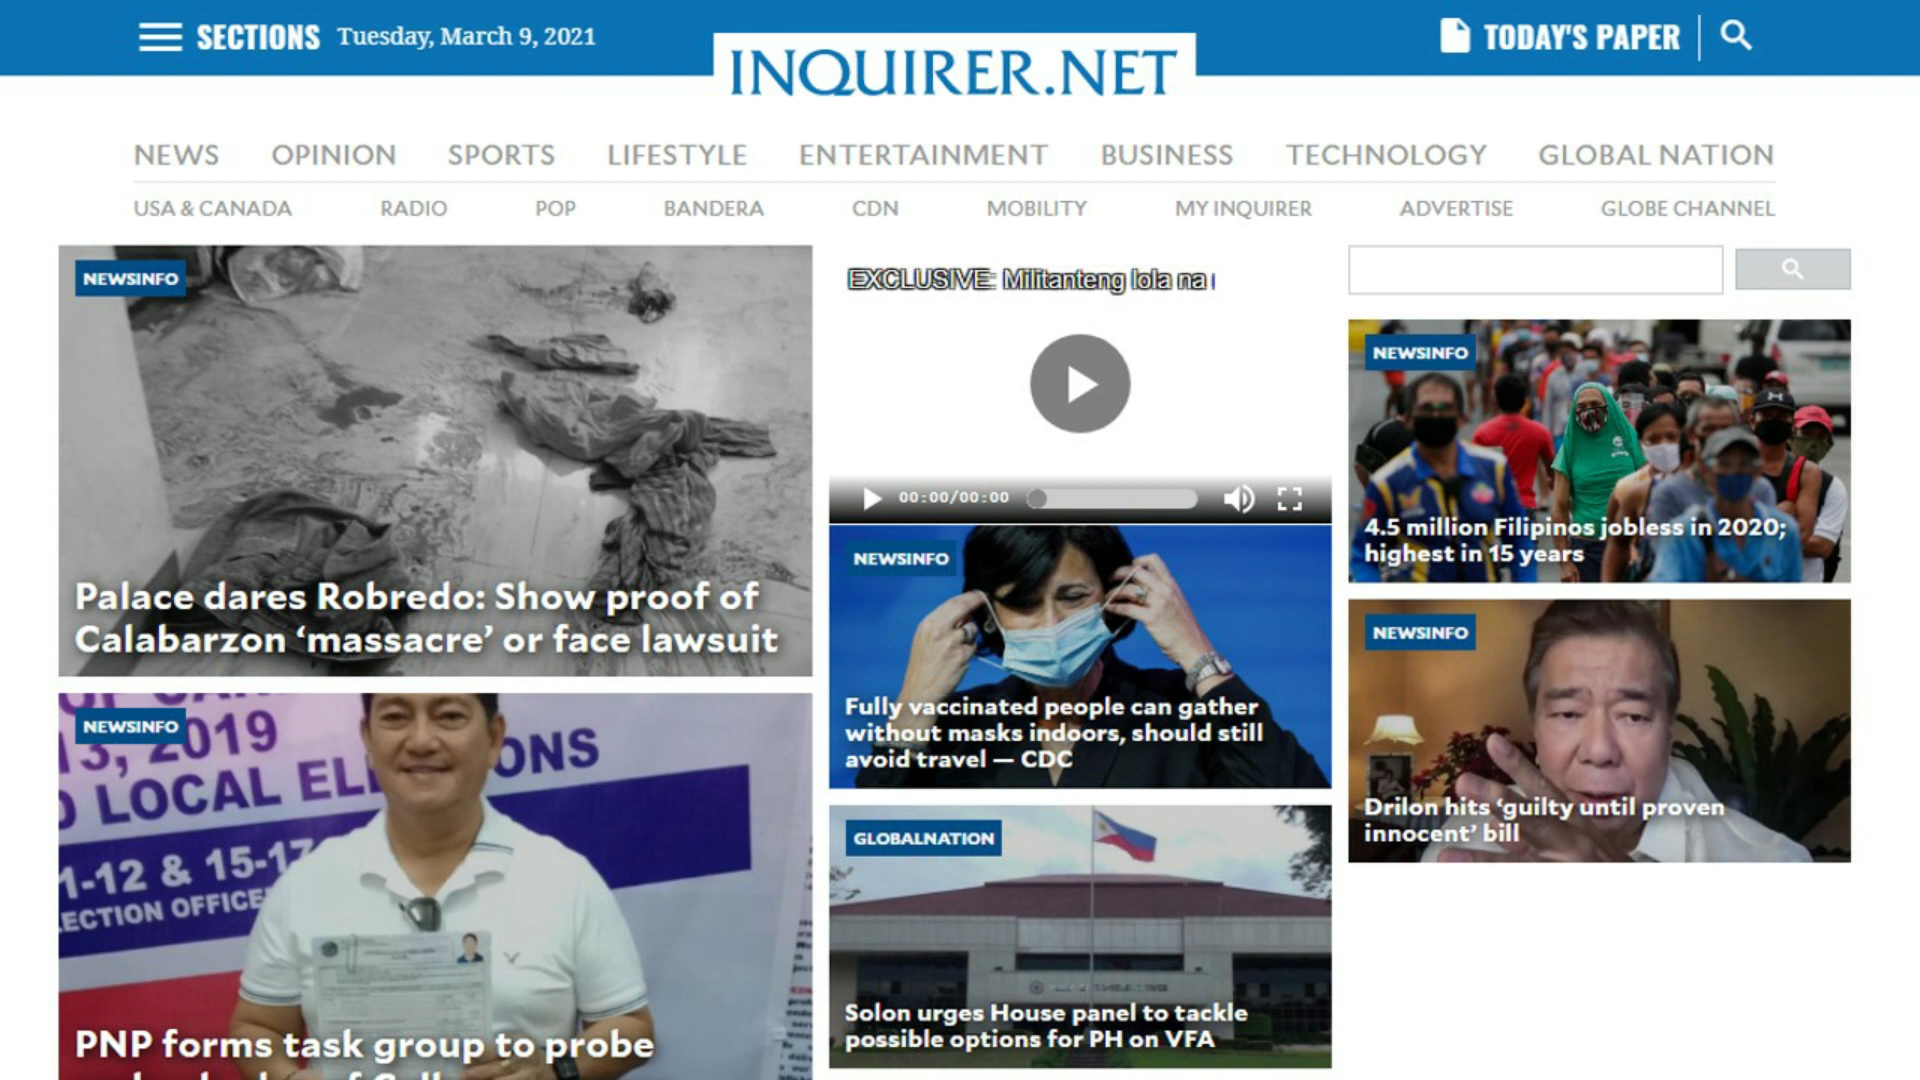 SECTIONS Tuesday, March 9, 2021
INQUIRER.NET
TODAY'S PAPER
NEWS OPINION SPORTS LIFESTYLE ENTERTAINMENT BUSINESS TECHNOLOGY GLOBAL NATION
USA & CANADA RADIO POP BANDERA CDN MOBILITY MY INQUIRER ADVERTISE GLOBE CHANNEL
NEWSINFO
Palace dares Robredo: Show proof of
Calabarzon ‘massacre’ or face lawsuit
NEWSINFO
13, 2019
LOCAL ONS
1-12 & 15-17
ECTION OFFICE
PNP forms task group to probe
EXCLUSIVE: Militanteng lola na
00:00/00:00
NEWSINFO
Fully vaccinated people can gather
without masks indoors, should still
avoid travel — CDC
GLOBALNATION
Solon urges House panel to tackle
possible options for PH on VFA
NEWSINFO
4.5 million Filipinos jobless in 2020;
highest in 15 years
NEWSINFO
Drilon hits ‘guilty until proven
innocent’ bill